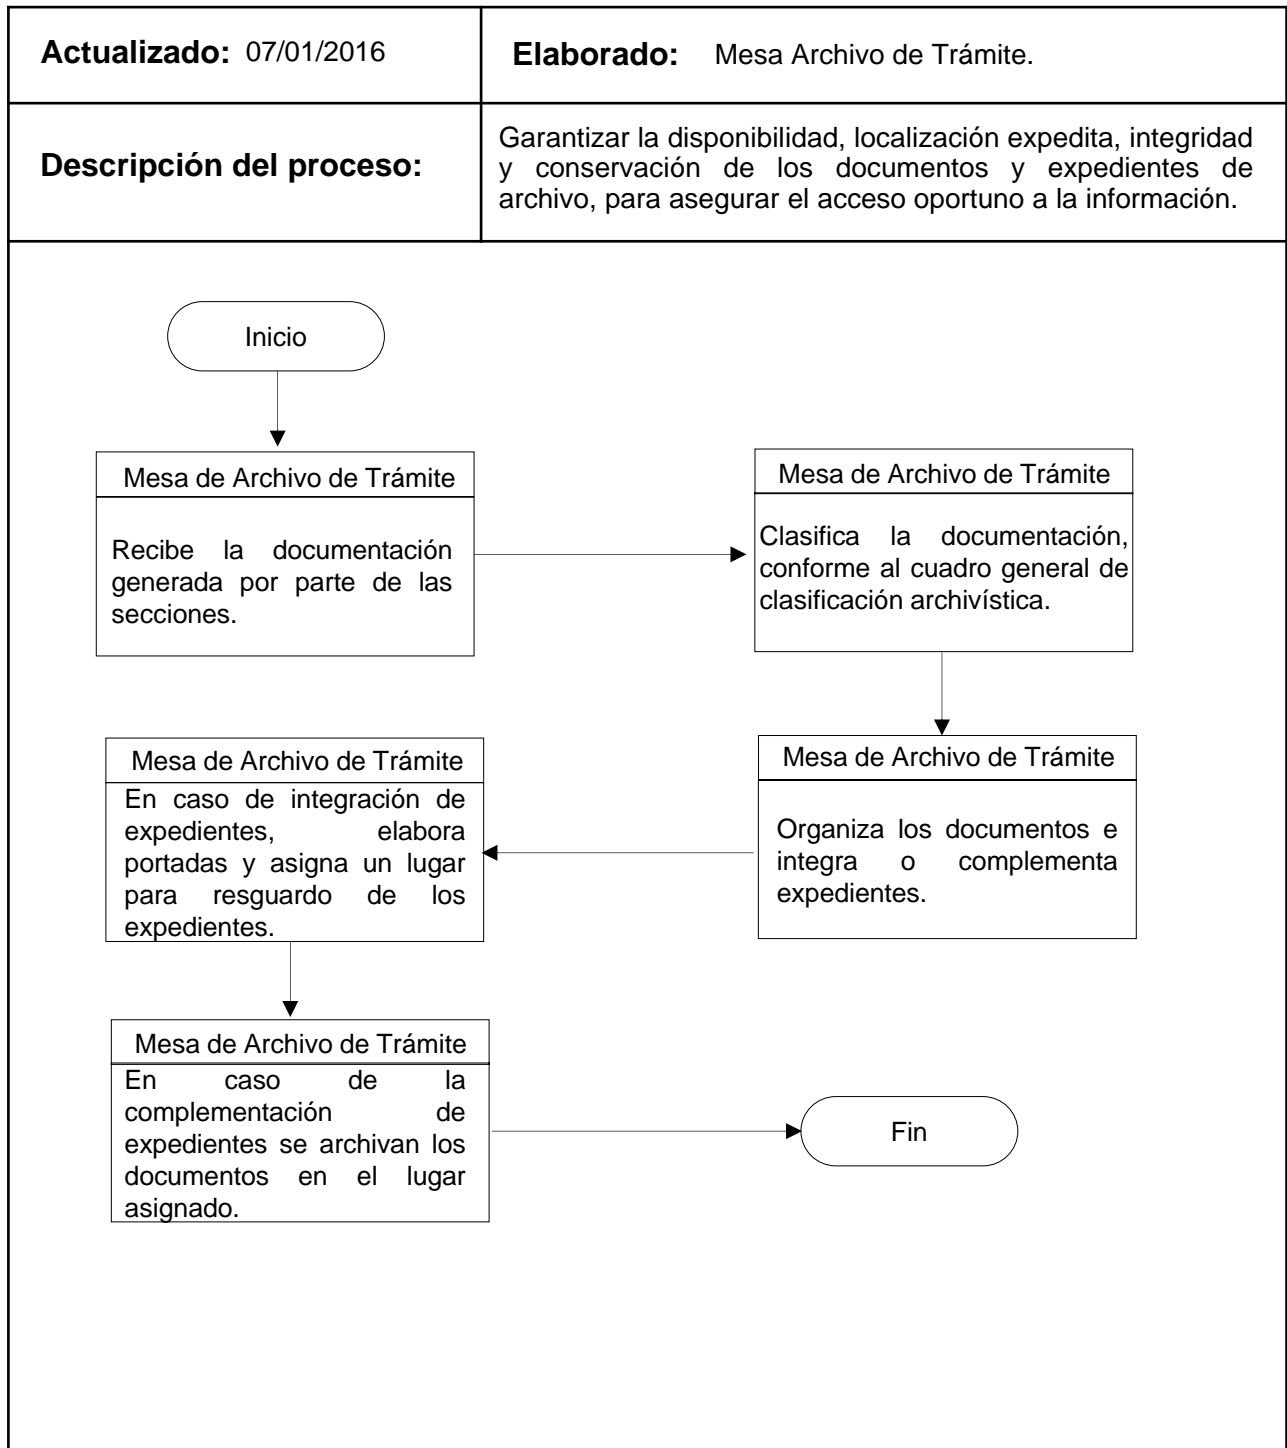 Actualizado: 07/01/2016
Elaborado: Mesa Archivo de Trámite.
Descripción del proceso:
Garantizar la disponibilidad, localización expedita, integridad
y conservación de los documentos y expedientes de
archivo, para asegurar el acceso oportuno a la información.
Inicio
Mesa de Archivo de Trámite
Recibe la documentación
generada por parte de las
secciones.
Mesa de Archivo de Trámite
Clasifica la documentación,
conforme al cuadro general de
clasificación archivística.
Mesa de Archivo de Trámite
Organiza los documentos e
integra o complementa
expedientes.
Mesa de Archivo de Trámite
En caso de integración de
expedientes, elabora
portadas y asigna un lugar
para resguardo de los
expedientes.
Mesa de Archivo de Trámite
En caso de la
complementación de
expedientes se archivan los
documentos en el lugar
asignado.
Fin